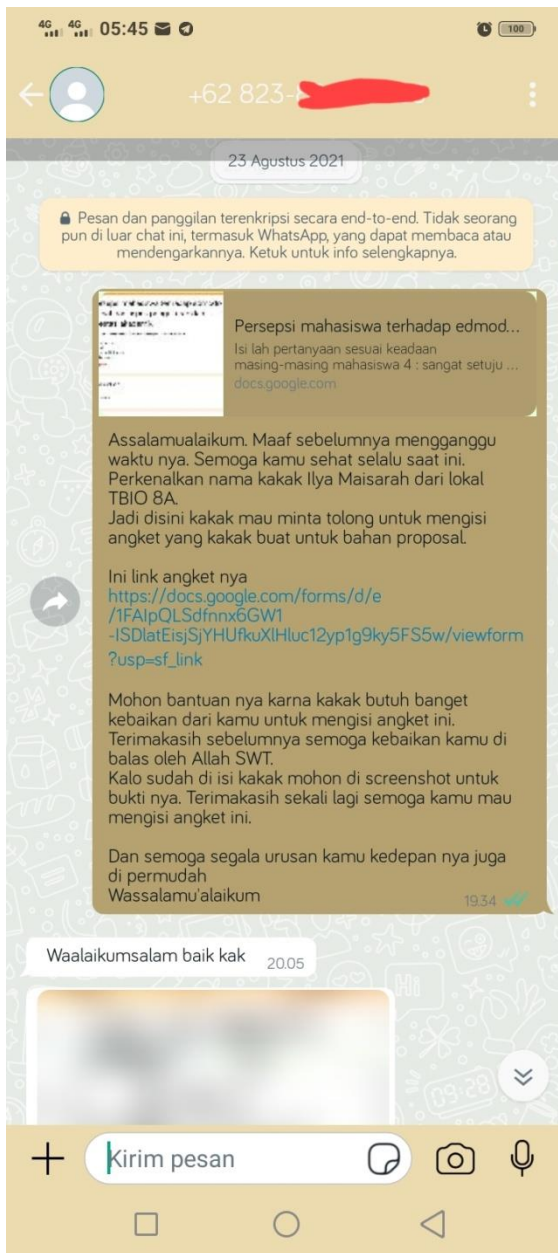 4G 4G 05:45 100
+62 823-
23 Agustus 2021
Pesan dan panggilan terenkripsi secara end-to-end. Tidak seorang
pun di luar chat ini, termasuk WhatsApp, yang dapat membaca atau
mendengarkannya. Ketuk untuk info selengkapnya.
Persepsi mahasiswa terhadap edmod...
Isi lah pertanyaan sesuai keadaan
masing-masing mahasiswa 4 : sangat setuju ...
docs.google.com
Assalamualaikum. Maaf sebelumnya mengganggu
waktu nya. Semoga kamu sehat selalu saat ini.
Perkenalkan nama kakak Ilya Maisarah dari lokal
TBIO 8A.
Jadi disini kakak mau minta tolong untuk mengisi
angket yang kakak buat untuk bahan proposal.
Ini link angket nya
https://docs.google.com/forms/d/e
/1FAIpQLSdfnnx6GW1
-ISDlatEisjSjYHUfkuXlHluc12yp1g9ky5FS5w/viewform
?usp=sf_link
Mohon bantuan nya karna kakak butuh banget
kebaikan dari kamu untuk mengisi angket ini.
Terimakasih sebelumnya semoga kebaikan kamu di
balas oleh Allah SWT.
Kalo sudah di isi kakak mohon di screenshot untuk
bukti nya. Terimakasih sekali lagi semoga kamu mau
mengisi angket ini.
Dan semoga segala urusan kamu kedepan nya juga
di permudah
Wassalamu'alaikum
19.34
Waalaikumsalam baik kak 20.05
Kirim pesan